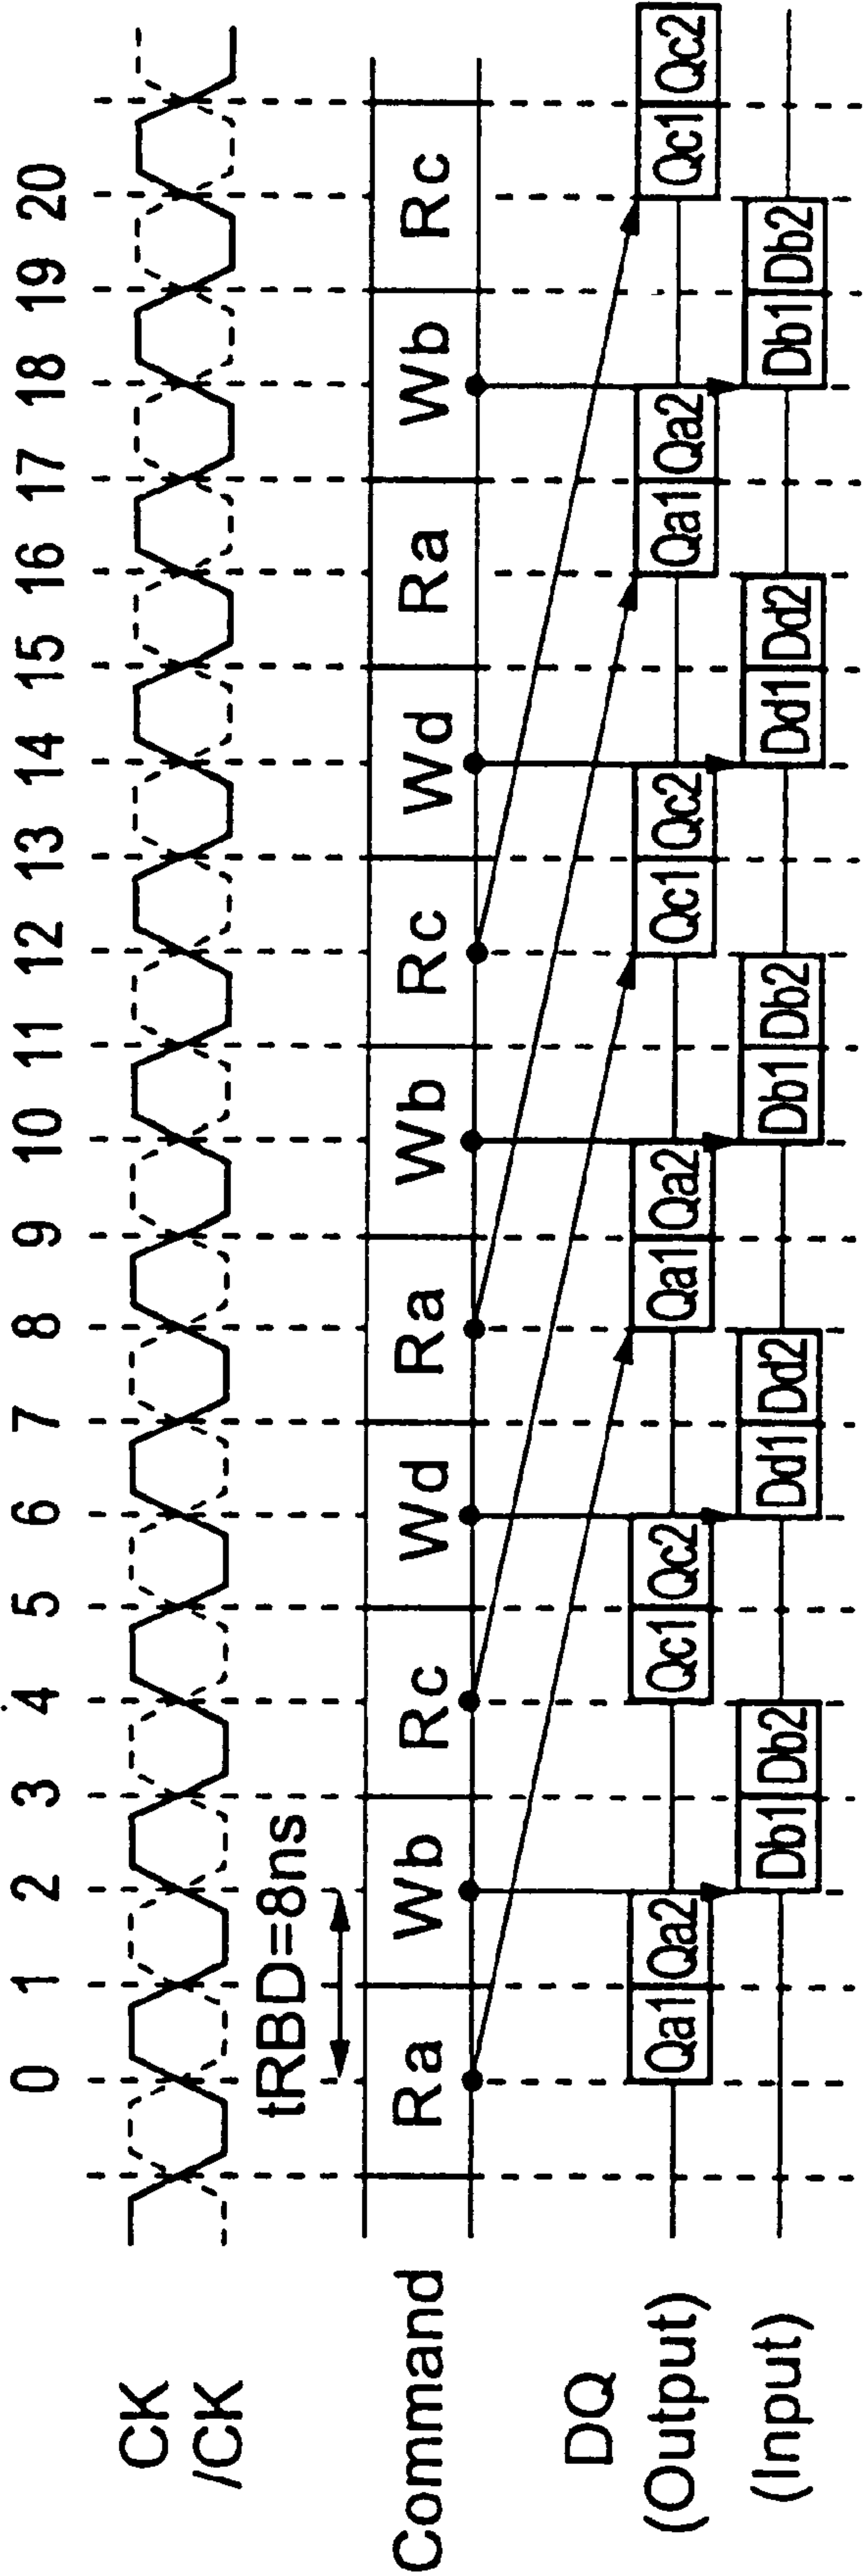 0 1 2 3 4 5 6 7 8 9 10 11 12 13 14 15 16 17 18 19 20
CK
/CK
tRBD=8ns
Command Ra Wb Rc Wd Ra Wb Rc Wd Ra Wb Rc
DQ
(Output) Qa1 Qa2 Qc1 Qc2 Qa1 Qa2 Qc1 Qc2 Qa1 Qa2 Qc1 Qc2
(Input) Db1 Db2 Dd1 Dd2 Db1 Db2 Dd1 Dd2 Db1 Db2